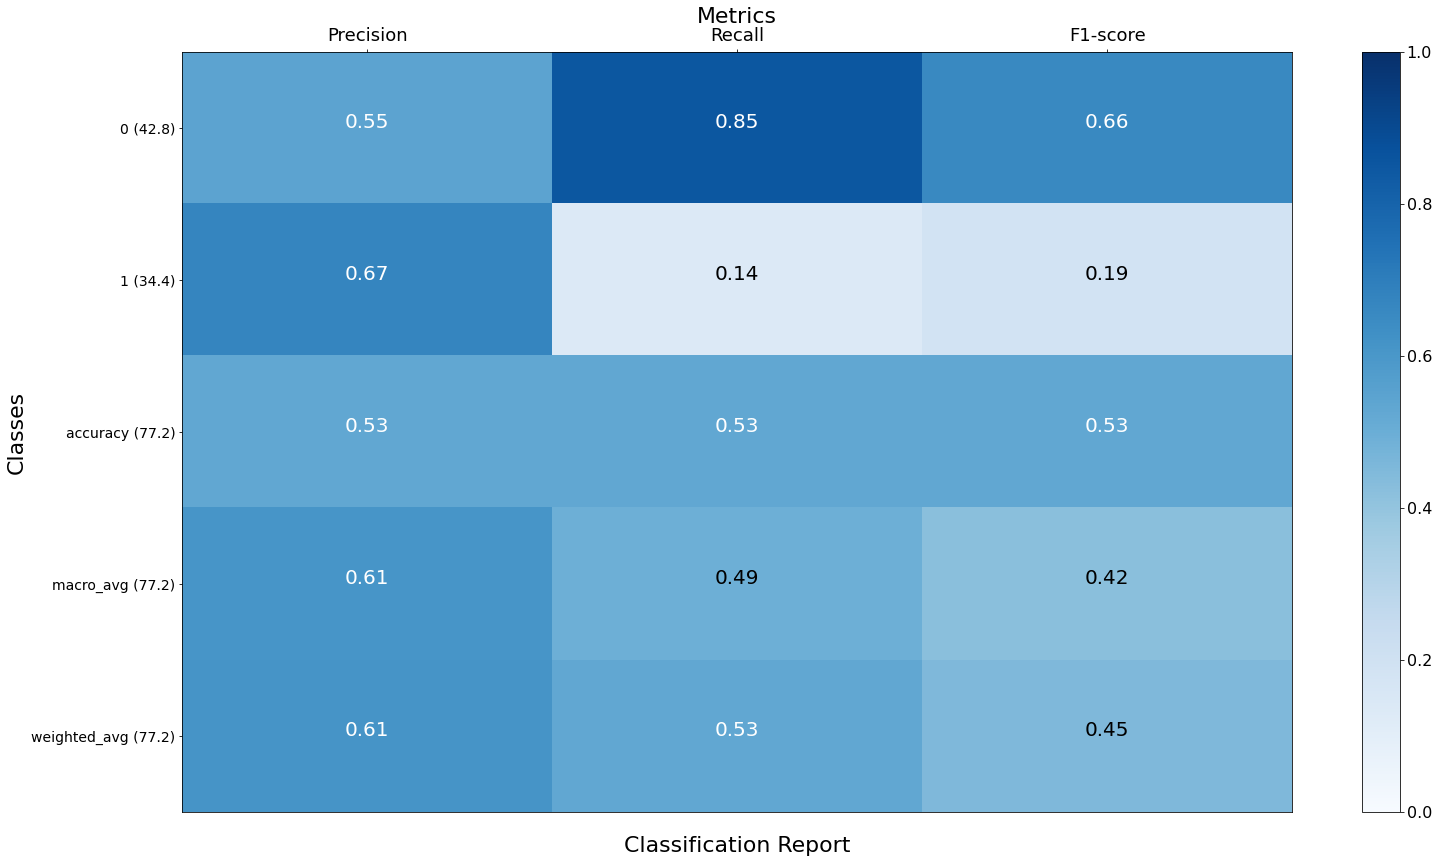 Metrics
Precision Recall F1-score
0 (42.8) 0.55 0.85 0.66
1 (34.4) 0.67 0.14 0.19
accuracy (77.2) 0.53 0.53 0.53
macro_avg (77.2) 0.61 0.49 0.42
weighted_avg (77.2) 0.61 0.53 0.45
Classes
Classification Report
1.0
0.8
0.6
0.4
0.2
0.0